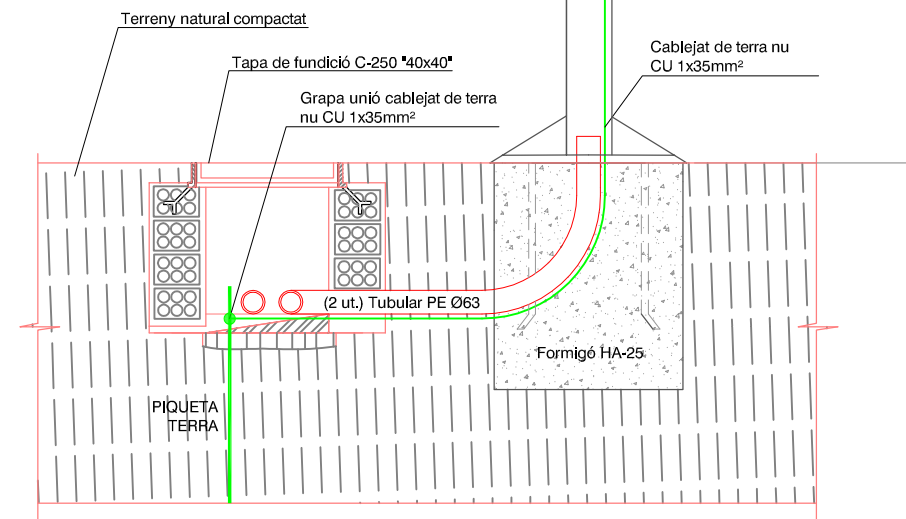 Terreny natural compactat
Tapa de fundició C-250 "40x40"
Grapa unió cablejat de terra
nu CU 1x35mm²
Cablejat de terra nu
CU 1x35mm²
(2 ut.) Tubular PE Ø63
Formigó HA-25
PIQUETA
TERRA